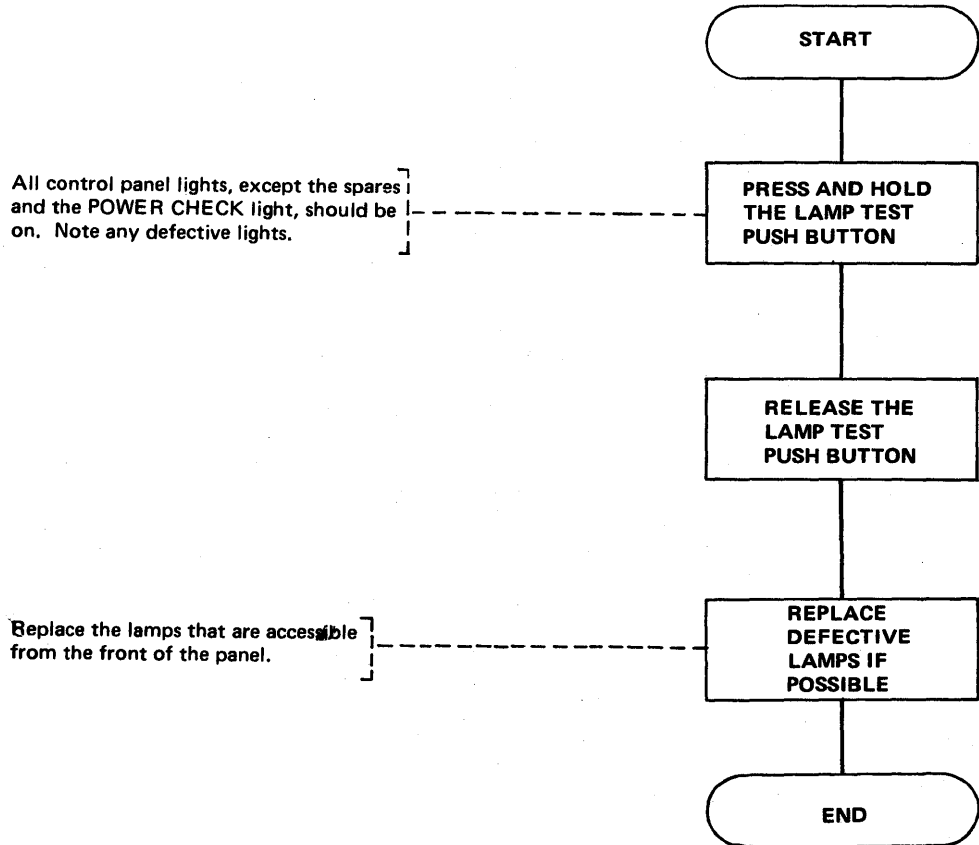 START
All control panel lights, except the spares
and the POWER CHECK light, should be
on. Note any defective lights.
PRESS AND HOLD
THE LAMP TEST
PUSH BUTTON
RELEASE THE
LAMP TEST
PUSH BUTTON
Replace the lamps that are accessible
from the front of the panel.
REPLACE
DEFECTIVE
LAMPS IF
POSSIBLE
END